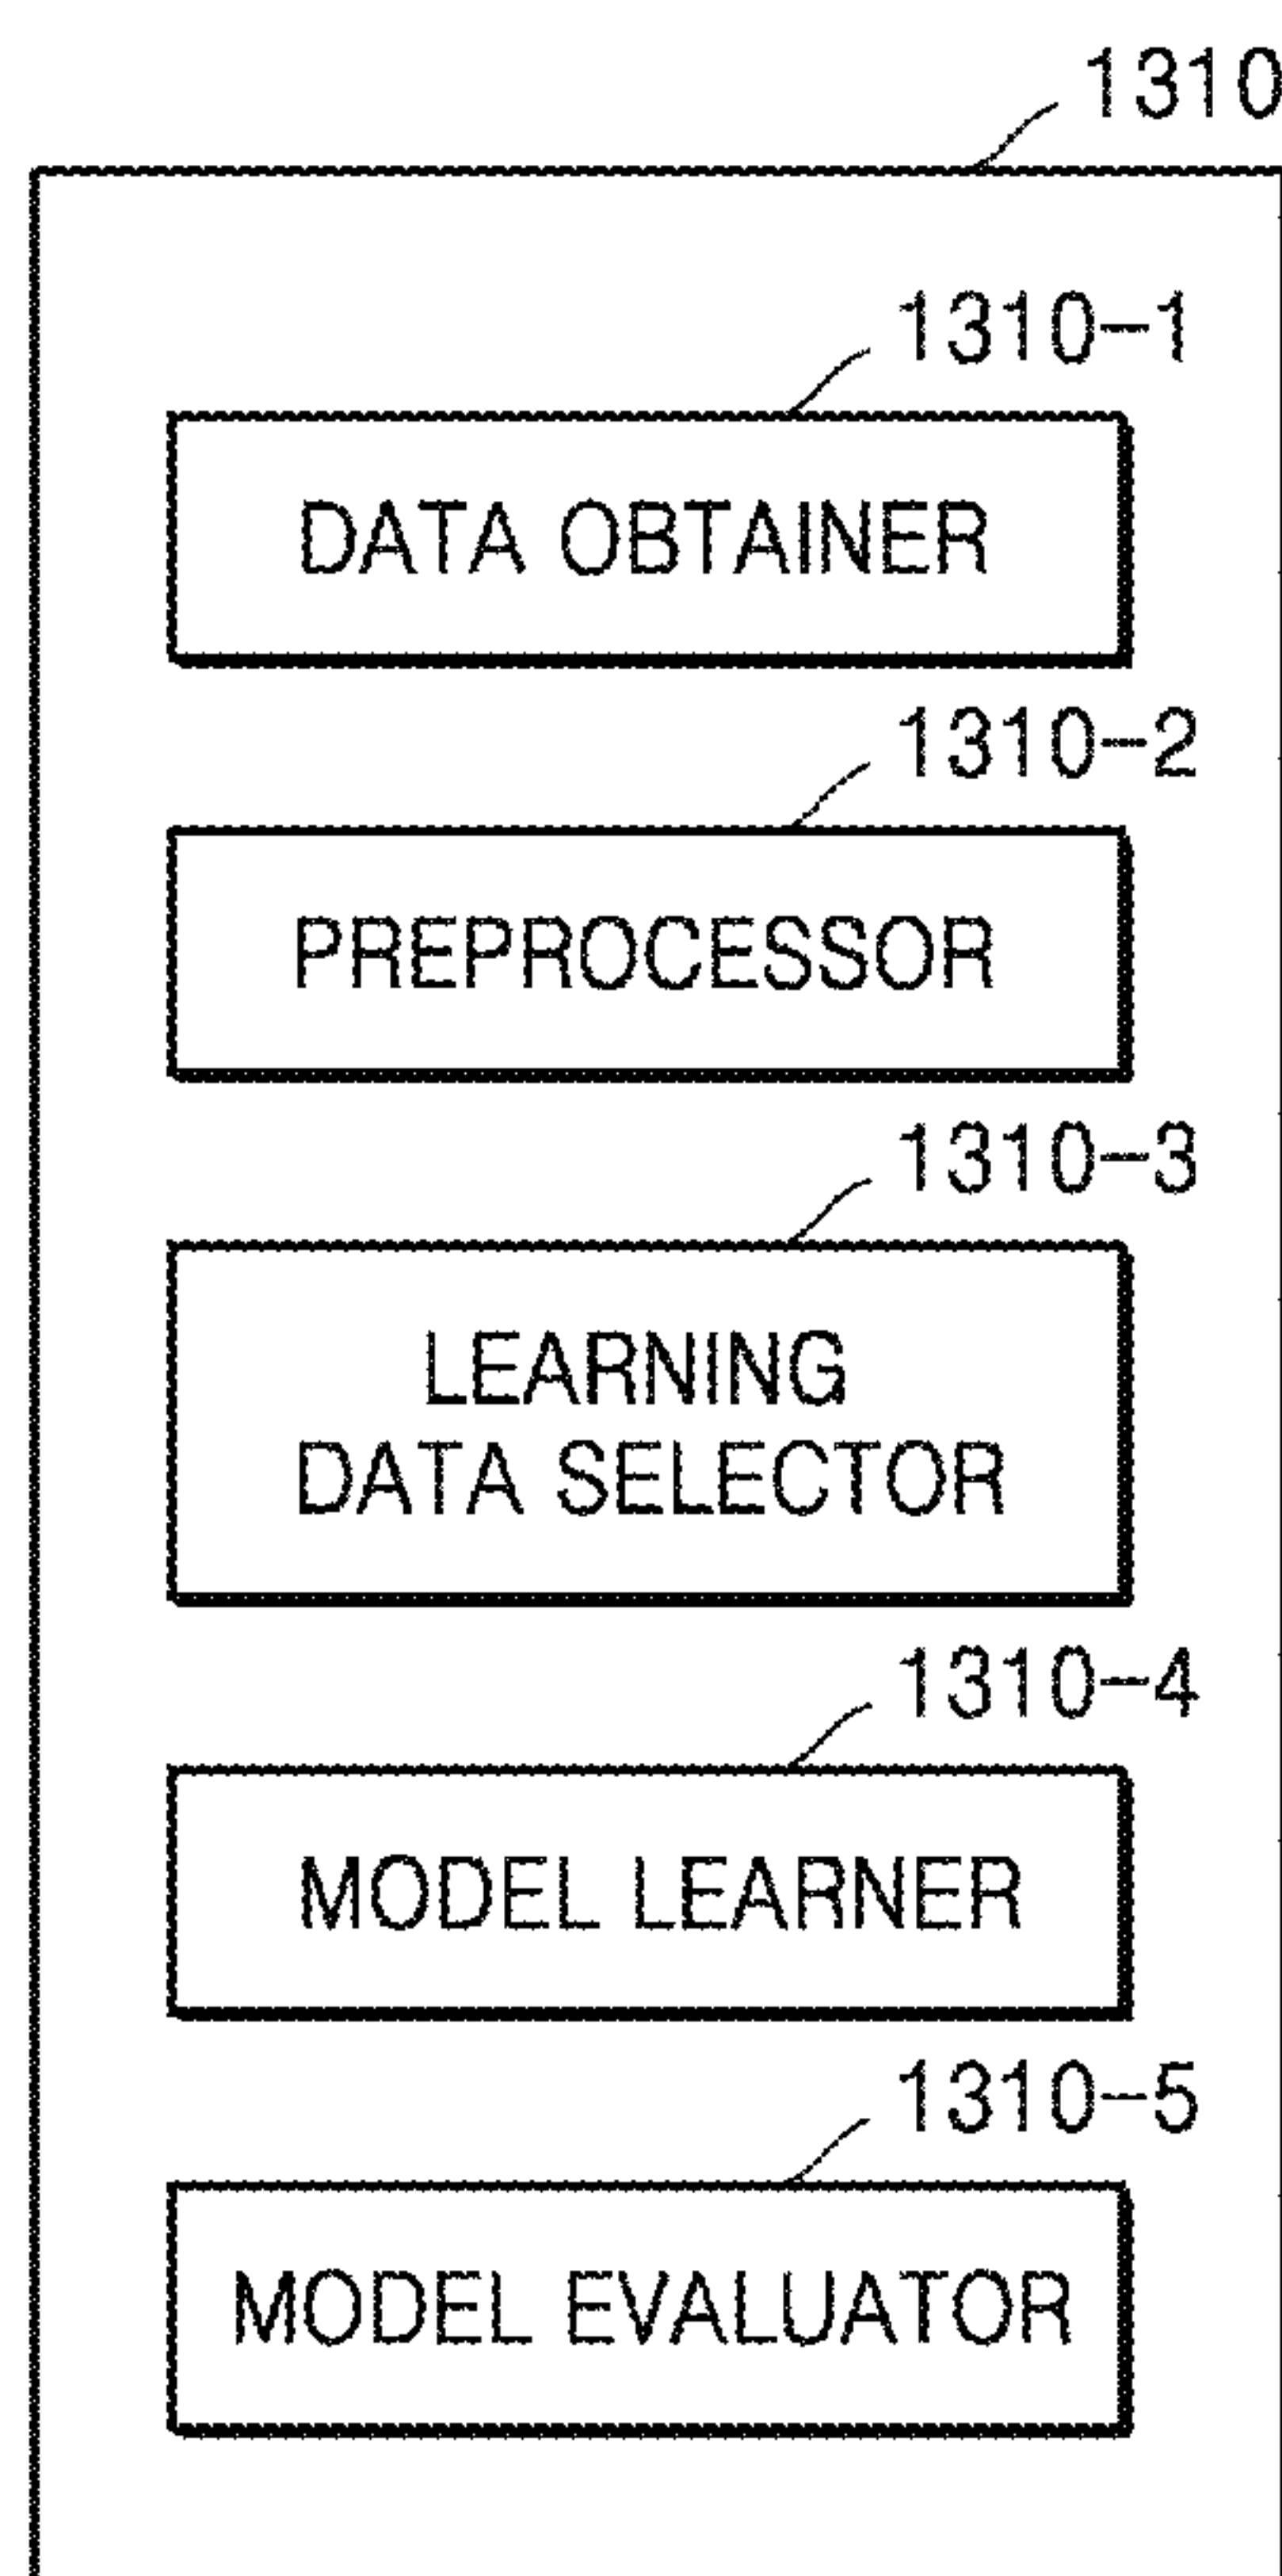 1310
1310-1
DATA OBTAINER
1310-2
PREPROCESSOR
1310-3
LEARNING
DATA SELECTOR
1310-4
MODEL LEARNER
1310-5
MODEL EVALUATOR